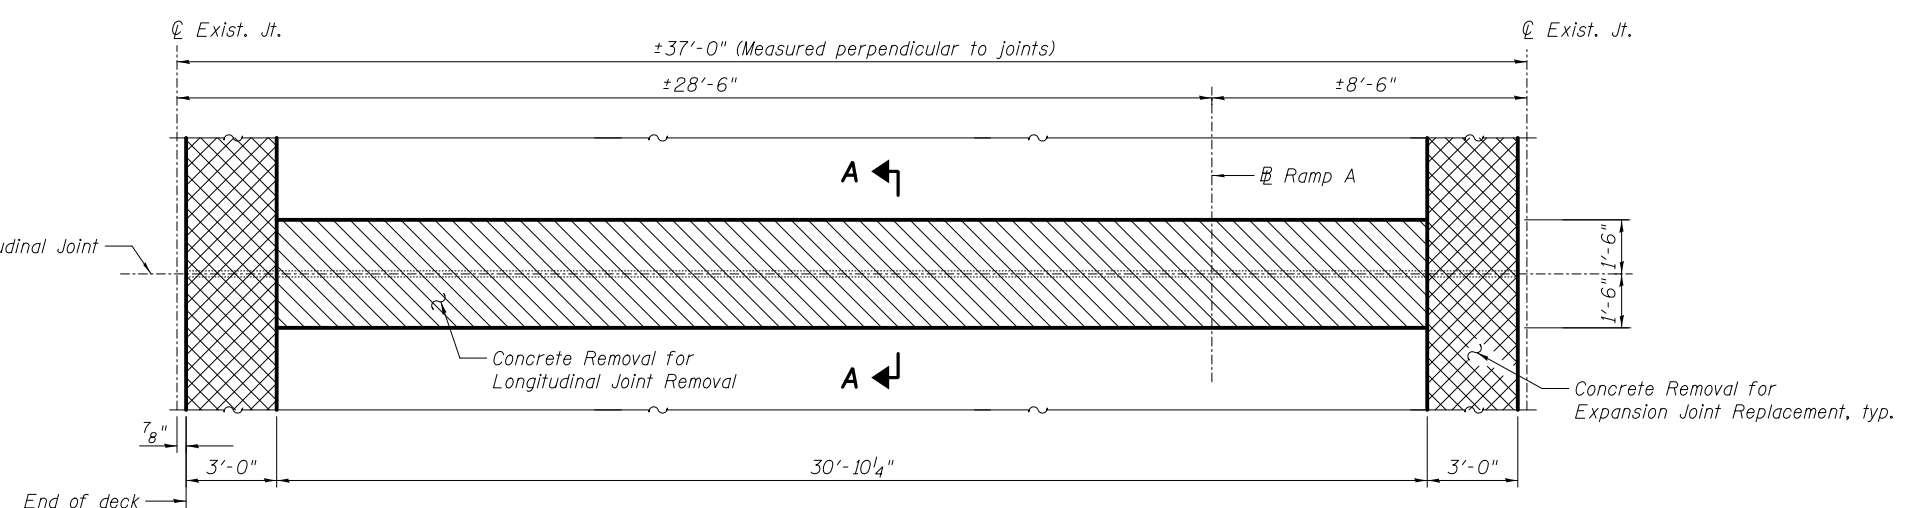 ℄ Exist. Jt.
℄ Exist. Jt.
±37'-0" (Measured perpendicular to joints)
±28'-6"
±8'-6"
A
℄ Ramp A
udinal Joint
1'-6"
1'-6"
Concrete Removal for
Longitudinal Joint Removal
A
Concrete Removal for
Expansion Joint Replacement, typ.
7/8"
3'-0"
30'-10 1/4"
3'-0"
End of deck